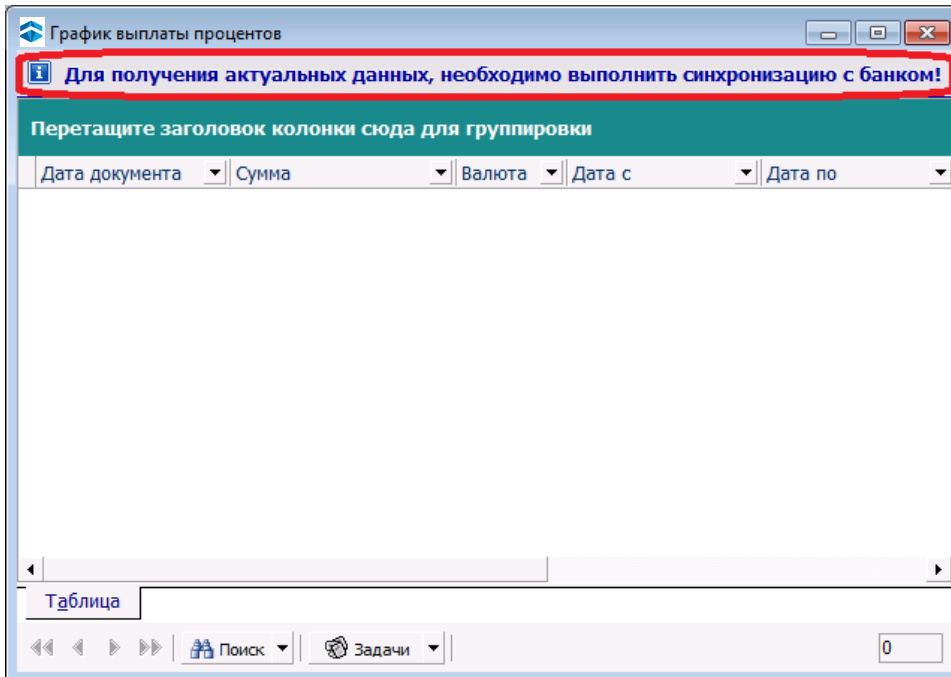 График выплаты процентов
Для получения актуальных данных, необходимо выполнить синхронизацию с банком!
Перетащите заголовок колонки сюда для группировки
Дата документа Сумма Валюта Дата с Дата по
Таблица
Поиск Задачи 0